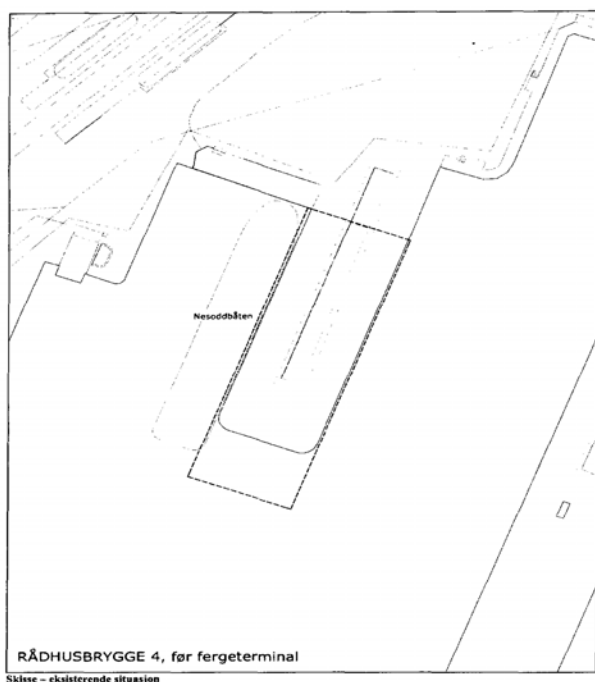 Nesoddbåten
RÅDHUSBRYGGE 4, før fergeterminal
Skisse – eksisterende situasjon